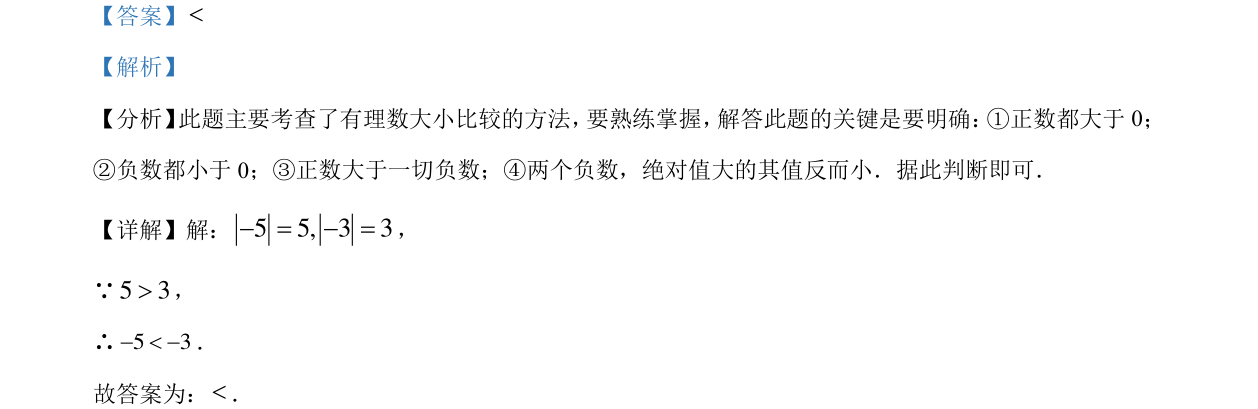 【答案】<
【解析】
【分析】此题主要考查了有理数大小比较的方法，要熟练掌握，解答此题的关键是要明确：①正数都大于 0；
②负数都小于 0；③正数大于一切负数；④两个负数，绝对值大的其值反而小．据此判断即可．
【详解】解：|−5| = 5,|−3| = 3，
∵ 5 > 3，
∴ −5 < −3．
故答案为：<．